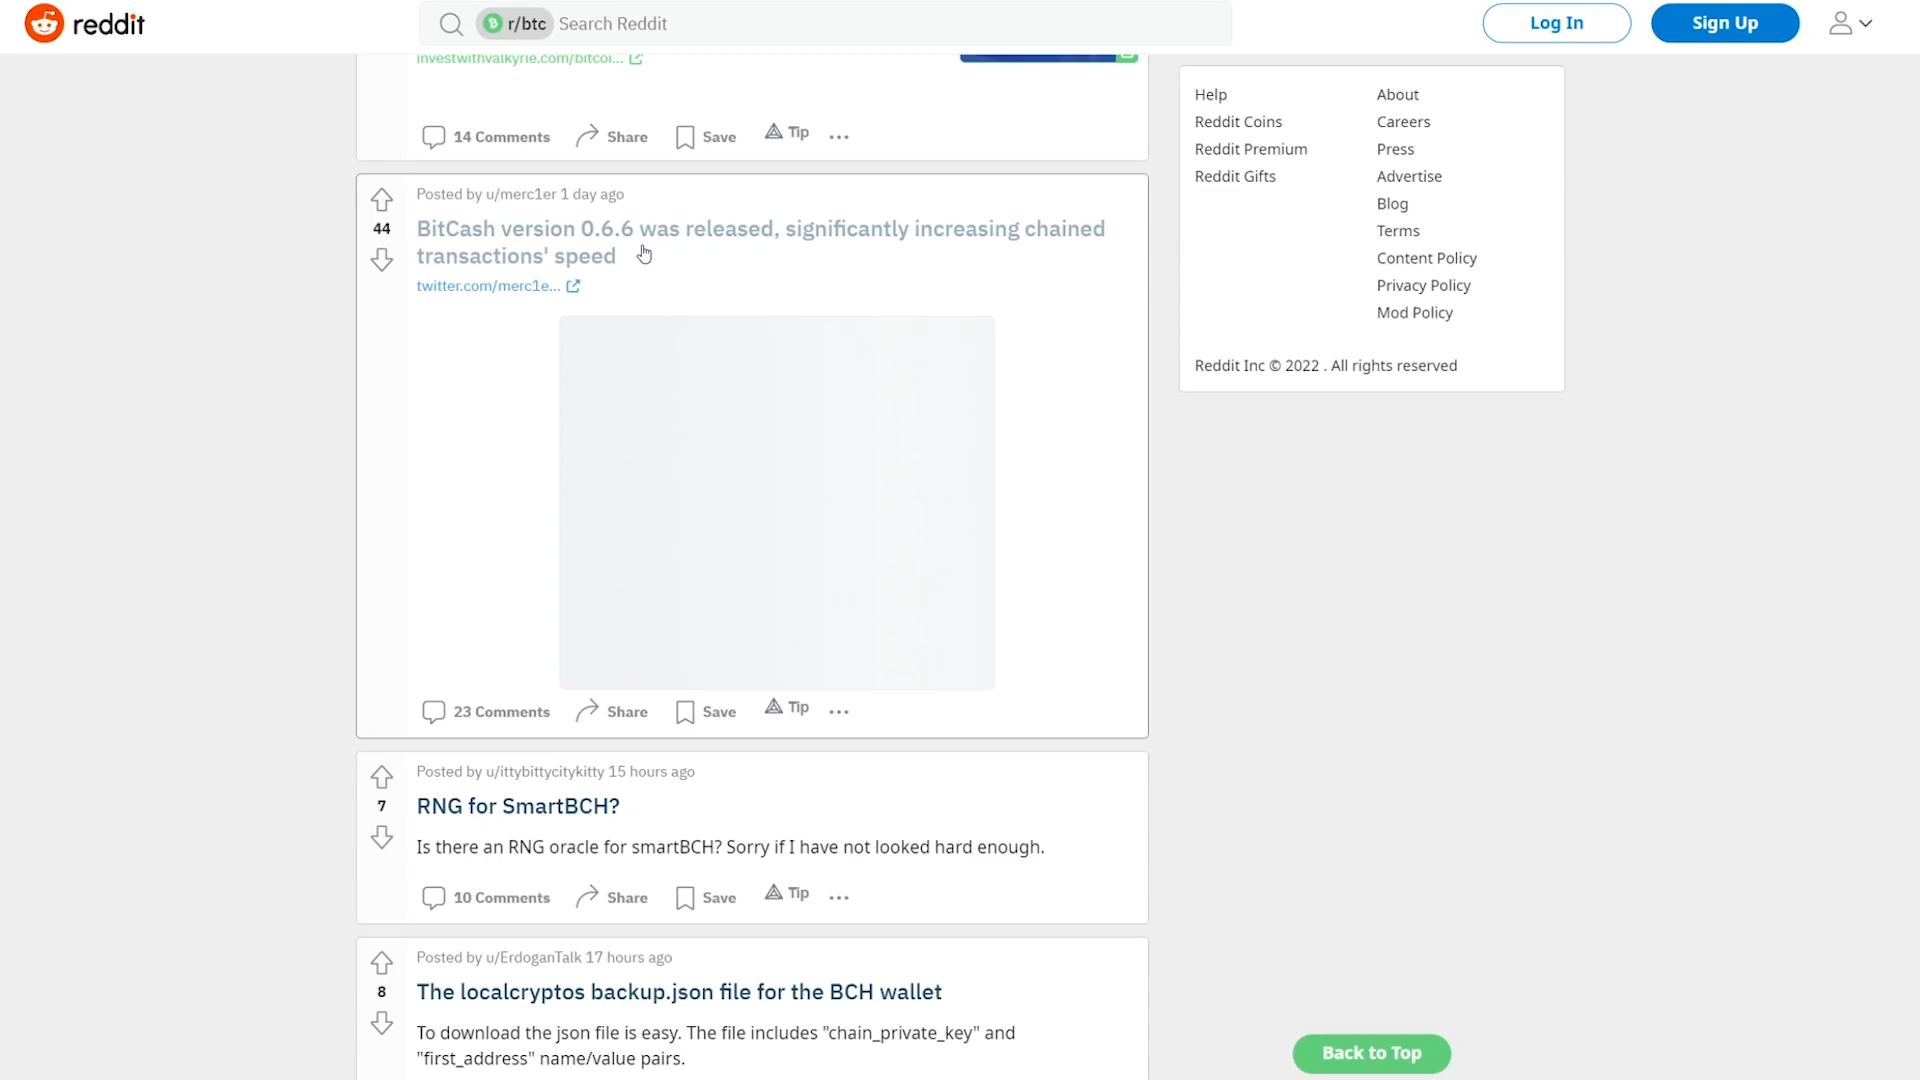 reddit
r/btc Search Reddit
Log In
Sign Up
investwithvalkyrie.com/bitcoi...
14 Comments Share Save Tip
Posted by u/merc1er 1 day ago
44
BitCash version 0.6.6 was released, significantly increasing chained
transactions' speed
twitter.com/merc1e...
23 Comments Share Save Tip
Posted by u/ittybittycitykitty 15 hours ago
7
RNG for SmartBCH?
Is there an RNG oracle for smartBCH? Sorry if I have not looked hard enough.
10 Comments Share Save Tip
Posted by u/ErdoganTalk 17 hours ago
8
The localcryptos backup.json file for the BCH wallet
To download the json file is easy. The file includes "chain_private_key" and
"first_address" name/value pairs.
Help
Reddit Coins
Reddit Premium
Reddit Gifts
About
Careers
Press
Advertise
Blog
Terms
Content Policy
Privacy Policy
Mod Policy
Reddit Inc © 2022 . All rights reserved
Back to Top